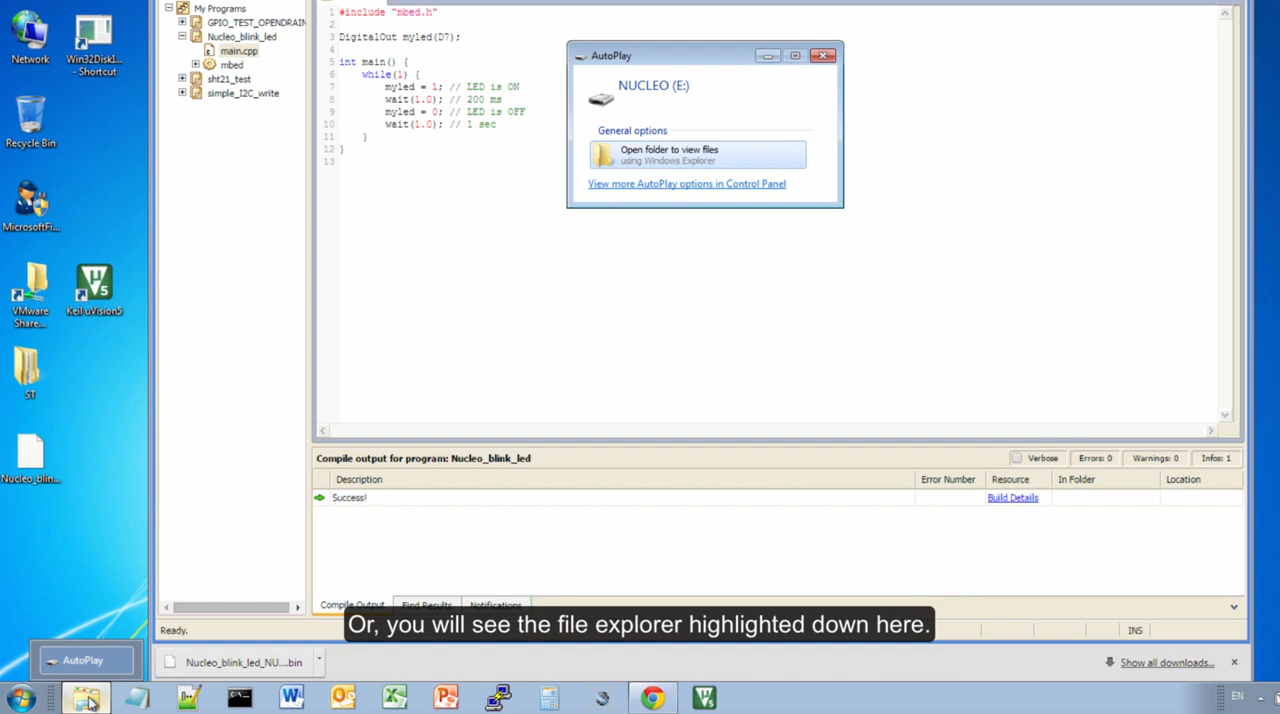 Network
Win32DiskI...
- Shortcut
Recycle Bin
MicrosoftFi...
VMware
Share...
Keil uVision5
ST
Nucleo_blin...
My Programs
GPIO_TEST_OPENDRAIN
Nucleo_blink_led
main.cpp
mbed
sht21_test
simple_I2C_write
1 #include "mbed.h"
2
3 DigitalOut myled(D7);
4
5 int main() {
6 while(1) {
7 myled = 1; // LED is ON
8 wait(1.0); // 200 ms
9 myled = 0; // LED is OFF
10 wait(1.0); // 1 sec
11 }
12 }
13
AutoPlay
NUCLEO (E:)
General options
Open folder to view files
using Windows Explorer
View more AutoPlay options in Control Panel
Compile output for program: Nucleo_blink_led
Verbose Errors: 0 Warnings: 0 Infos: 1
Description Error Number Resource In Folder Location
Success! Build Details
Compile Output Find Results Notifications
Or, you will see the file explorer highlighted down here.
Ready. INS
AutoPlay
Nucleo_blink_led_NU....bin
Show all downloads...
EN